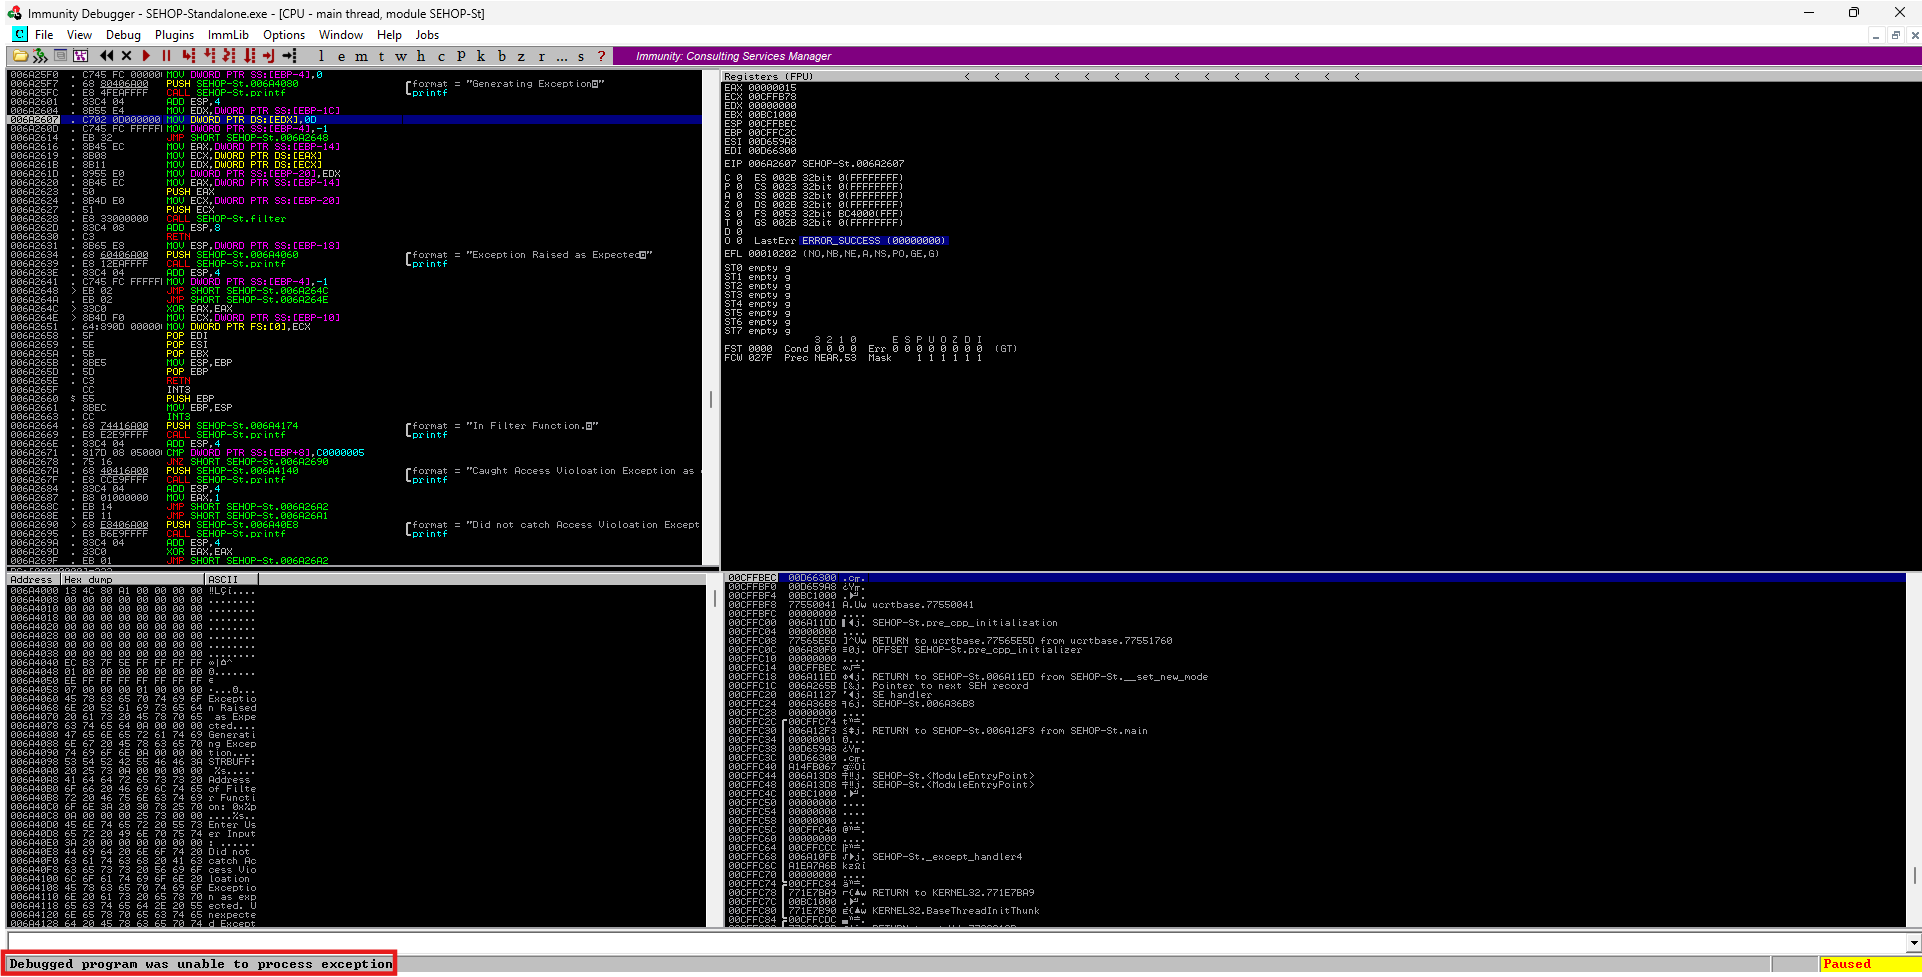 Immunity Debugger - SEHOP-Standalone.exe - [CPU - main thread, module SEHOP-St]
C File View Debug Plugins ImmLib Options Window Help Jobs
l e m t w h c p k b z r ... s ? Immunity: Consulting Services Manager
006A25F0 . C745 FC 00000 MOV DWORD PTR SS:[EBP-4],0
006A25F7 . 68 80406A00 PUSH SEHOP-St.006A4080 format = "Generating Exception"
006A25FC . E8 4FEAFFFF CALL SEHOP-St.printf printf
006A2601 . 83C4 04 ADD ESP,4
006A2604 . 8B55 E4 MOV EDX,DWORD PTR SS:[EBP-1C]
006A2607 . C702 0D000000 MOV DWORD PTR DS:[EDX],0D
006A260D . C745 FC FFFFF MOV DWORD PTR SS:[EBP-4],-1
006A2614 . EB 32 JMP SHORT SEHOP-St.006A2648
006A2616 . 8B45 EC MOV EAX,DWORD PTR SS:[EBP-14]
006A2619 . 8B08 MOV ECX,DWORD PTR DS:[EAX]
006A261B . 8B11 MOV EDX,DWORD PTR DS:[ECX]
006A261D . 8955 E0 MOV DWORD PTR SS:[EBP-20],EDX
006A2620 . 8B45 EC MOV EAX,DWORD PTR SS:[EBP-14]
006A2623 . 50 PUSH EAX
006A2624 . 8B4D E0 MOV ECX,DWORD PTR SS:[EBP-20]
006A2627 . 51 PUSH ECX
006A2628 . E8 33000000 CALL SEHOP-St.filter
006A262D . 83C4 08 ADD ESP,8
006A2630 . C3 RETN
006A2631 . 8B65 E8 MOV ESP,DWORD PTR SS:[EBP-18]
006A2634 . 68 60406A00 PUSH SEHOP-St.006A4060 format = "Exception Raised as Expected"
006A2639 . E8 12EAFFFF CALL SEHOP-St.printf printf
006A263E . 83C4 04 ADD ESP,4
006A2641 . C745 FC FFFFF MOV DWORD PTR SS:[EBP-4],-1
006A2648 > EB 02 JMP SHORT SEHOP-St.006A264C
006A264A . EB 02 JMP SHORT SEHOP-St.006A264E
006A264C > 33C0 XOR EAX,EAX
006A264E > 8B4D F0 MOV ECX,DWORD PTR SS:[EBP-10]
006A2651 . 64:890D 00000 MOV DWORD PTR FS:[0],ECX
006A2658 . 5F POP EDI
006A2659 . 5E POP ESI
006A265A . 5B POP EBX
006A265B . 8BE5 MOV ESP,EBP
006A265D . 5D POP EBP
006A265E . C3 RETN
006A265F CC INT3
006A2660 $ 55 PUSH EBP
006A2661 . 8BEC MOV EBP,ESP
006A2663 . CC INT3
006A2664 . 68 74416A00 PUSH SEHOP-St.006A4174 format = "In Filter Function."
006A2669 . E8 E2E9FFFF CALL SEHOP-St.printf printf
006A266E . 83C4 04 ADD ESP,4
006A2671 . 817D 08 05000 CMP DWORD PTR SS:[EBP+8],C0000005
006A2678 . 75 16 JNZ SHORT SEHOP-St.006A2690
006A267A . 68 40416A00 PUSH SEHOP-St.006A4140 format = "Caught Access Violoation Exception as
006A267F . E8 CCE9FFFF CALL SEHOP-St.printf printf
006A2684 . 83C4 04 ADD ESP,4
006A2687 . B8 01000000 MOV EAX,1
006A268C . EB 14 JMP SHORT SEHOP-St.006A26A2
006A268E . EB 11 JMP SHORT SEHOP-St.006A26A1
006A2690 > 68 E8406A00 PUSH SEHOP-St.006A40E8 format = "Did not catch Access Violoation Except
006A2695 . E8 B6E9FFFF CALL SEHOP-St.printf printf
006A269A . 83C4 04 ADD ESP,4
006A269D . 33C0 XOR EAX,EAX
006A269F . EB 01 JMP SHORT SEHOP-St.006A26A2
Registers (FPU) < < < < < < < < < < < < < <
EAX 00000015
ECX 00CFFB78
EDX 00000000
EBX 00BC1000
ESP 00CFFBEC
EBP 00CFFC2C
ESI 00D659A8
EDI 00D66300
EIP 006A2607 SEHOP-St.006A2607
C 0 ES 002B 32bit 0(FFFFFFFF)
P 0 CS 0023 32bit 0(FFFFFFFF)
A 0 SS 002B 32bit 0(FFFFFFFF)
Z 0 DS 002B 32bit 0(FFFFFFFF)
S 0 FS 0053 32bit BC4000(FFF)
T 0 GS 002B 32bit 0(FFFFFFFF)
D 0
O 0 LastErr ERROR_SUCCESS (00000000)
EFL 00010202 (NO,NB,NE,A,NS,PO,GE,G)
ST0 empty g
ST1 empty g
ST2 empty g
ST3 empty g
ST4 empty g
ST5 empty g
ST6 empty g
ST7 empty g
3 2 1 0 E S P U O Z D I
FST 0000 Cond 0 0 0 0 Err 0 0 0 0 0 0 0 0 (GT)
FCW 027F Prec NEAR,53 Mask 1 1 1 1 1 1
Address Hex dump ASCII
006A4000 13 4C 80 A1 00 00 00 00
006A4008 00 00 00 00 00 00 00 00 ........
006A4010 00 00 00 00 00 00 00 00 ........
006A4018 00 00 00 00 00 00 00 00 ........
006A4020 00 00 00 00 00 00 00 00 ........
006A4028 00 00 00 00 00 00 00 00 ........
006A4030 00 00 00 00 00 00 00 00 ........
006A4038 00 00 00 00 00 00 00 00 ........
006A4040 EC B3 7F 5E FF FF FF FF
006A4048 01 00 00 00 00 00 00 00
006A4050 EE FF FF FF FF FF FF FF
006A4058 07 00 00 00 01 00 00 00
006A4060 45 78 63 65 70 74 69 6F Exceptio
006A4068 6E 20 52 61 69 73 65 64 n Raised
006A4070 20 61 73 20 45 78 70 65 as Expe
006A4078 63 74 65 64 0A 00 00 00 cted....
006A4080 47 65 6E 65 72 61 74 69 Generati
006A4088 6E 67 20 45 78 63 65 70 ng Excep
006A4090 74 69 6F 6E 0A 00 00 00 tion....
006A4098 53 54 52 42 55 46 46 3A STRBUFF:
006A40A0 20 25 73 0A 00 00 00 00 %s.....
006A40A8 41 64 64 72 65 73 73 20 Address
006A40B0 6F 66 20 46 69 6C 74 65 of Filte
006A40B8 72 20 46 75 6E 63 74 69 r Functi
006A40C0 6F 6E 3A 20 30 78 25 70 on: 0x%p
006A40C8 0A 00 00 00 25 73 00 00 ....%s..
006A40D0 45 6E 74 65 72 20 55 73 Enter Us
006A40D8 65 72 20 49 6E 70 75 74 er Input
006A40E0 3A 20 00 00 00 00 00 00 : ......
006A40E8 44 69 64 20 6E 6F 74 20 Did not
006A40F0 63 61 74 63 68 20 41 63 catch Ac
006A40F8 63 65 73 73 20 56 69 6F cess Vio
006A4100 6C 6F 61 74 69 6F 6E 20 loation
006A4108 45 78 63 65 70 74 69 6F Exceptio
006A4110 6E 20 61 73 20 65 78 70 n as exp
006A4118 65 63 74 65 64 2E 20 55 ected. U
006A4120 6E 65 78 70 65 63 74 65 nexpecte
006A4128 64 20 45 78 63 65 70 74 d Except
00CFFBEC 00D66300
00CFFBF0 00D659A8
00CFFBF4 00BC1000
00CFFBF8 77550041 A.Uw ucrtbase.77550041
00CFFBFC 00000000 ....
00CFFC00 006A11DD SEHOP-St.pre_cpp_initialization
00CFFC04 00000000 ....
00CFFC08 77565E5D ]^Vw RETURN to ucrtbase.77565E5D from ucrtbase.77551760
00CFFC0C 006A30F0 OFFSET SEHOP-St.pre_cpp_initializer
00CFFC10 00000000 ....
00CFFC14 00CFFBEC
00CFFC18 006A11ED RETURN to SEHOP-St.006A11ED from SEHOP-St.__set_new_mode
00CFFC1C 006A265B [&j. Pointer to next SEH record
00CFFC20 006A1127 SE handler
00CFFC24 006A36B8 SEHOP-St.006A36B8
00CFFC28 00000000 ....
00CFFC2C 00CFFC74
00CFFC30 006A12F3 RETURN to SEHOP-St.006A12F3 from SEHOP-St.main
00CFFC34 00000001
00CFFC38 00D659A8
00CFFC3C 00D66300
00CFFC40 A14FB067
00CFFC44 006A13D8 SEHOP-St.<ModuleEntryPoint>
00CFFC48 006A13D8 SEHOP-St.<ModuleEntryPoint>
00CFFC4C 00BC1000
00CFFC50 00000000 ....
00CFFC54 00000000 ....
00CFFC58 00000000 ....
00CFFC5C 00CFFC40
00CFFC60 00000000 ....
00CFFC64 00CFFCCC
00CFFC68 006A10FB SEHOP-St._except_handler4
00CFFC6C A1EA7A6B
00CFFC70 00000000 ....
00CFFC74 00CFFC84
00CFFC78 771E7BA9 RETURN to KERNEL32.771E7BA9
00CFFC7C 00BC1000
00CFFC80 771E7B90 KERNEL32.BaseThreadInitThunk
00CFFC84 00CFFCDC
Debugged program was unable to process exception
Paused